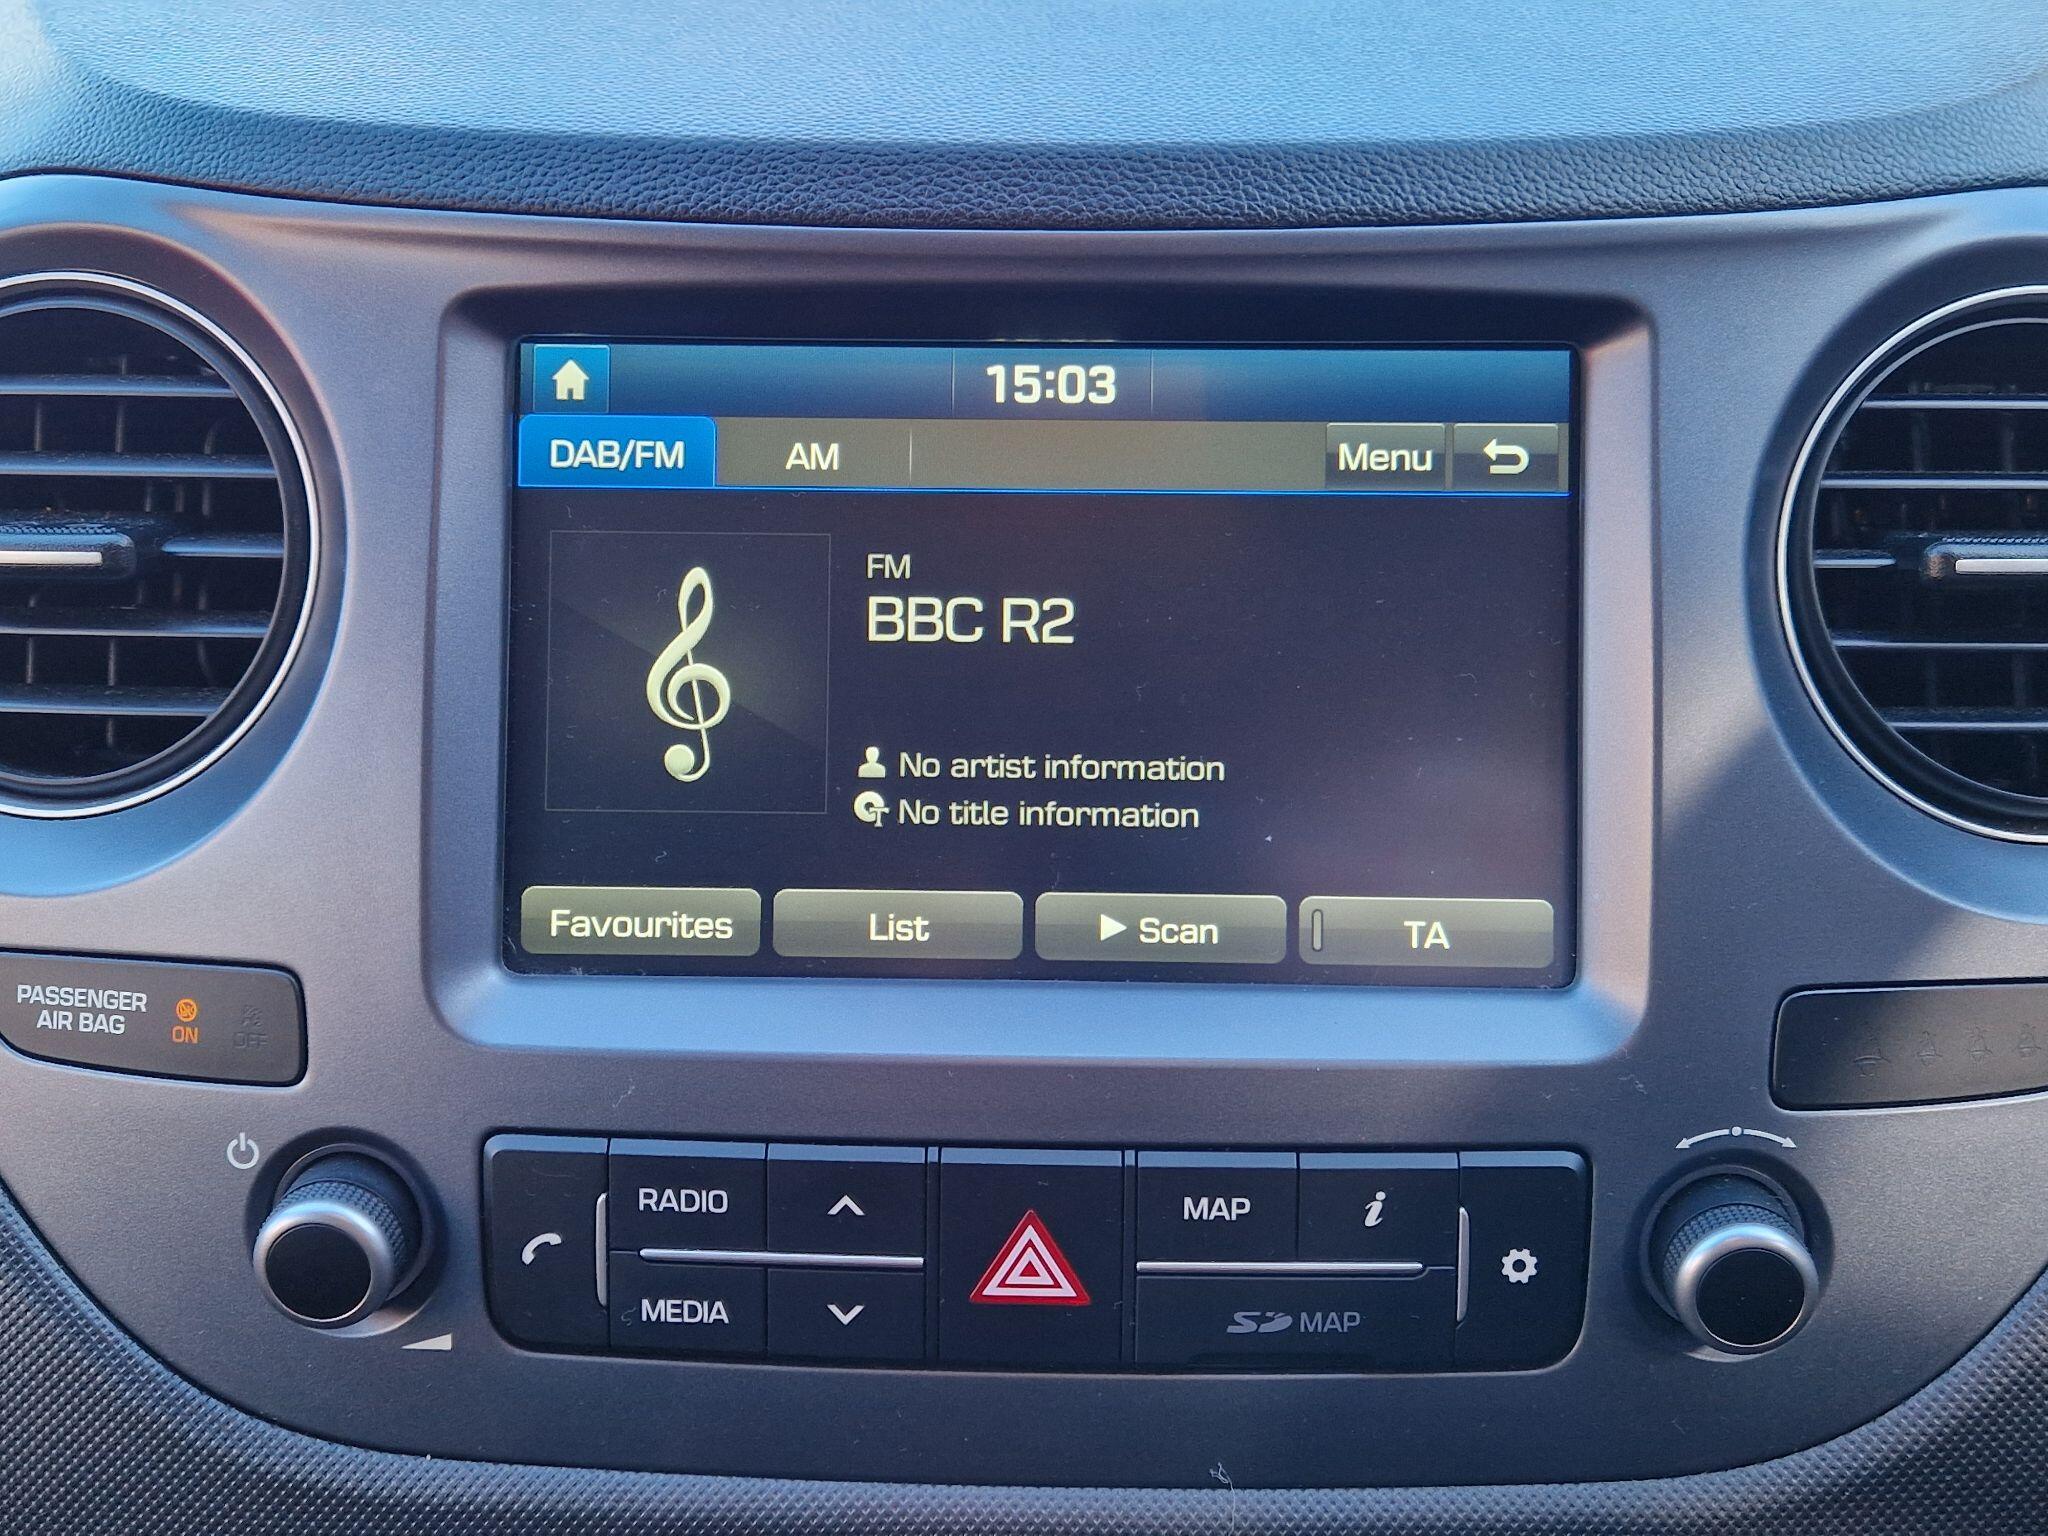 15:03
DAB/FM
AM
Menu
FM
BBC R2
No artist information
No title information
Favourites
List
Scan
TA
PASSENGER
AIR BAG
ON
OFF
RADIO
MEDIA
MAP
i
SD MAP